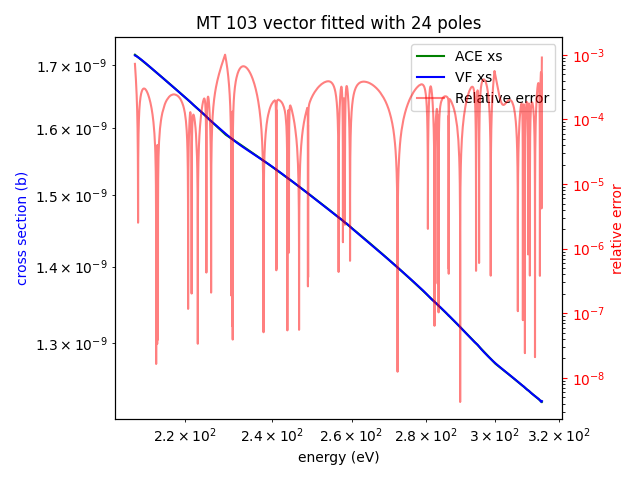 MT 103 vector fitted with 24 poles
ACE xs
VF xs
Relative error
1.7 × 10⁻⁹
1.6 × 10⁻⁹
1.5 × 10⁻⁹
1.4 × 10⁻⁹
1.3 × 10⁻⁹
cross section (b)
10⁻³
10⁻⁴
10⁻⁵
10⁻⁶
10⁻⁷
10⁻⁸
relative error
2.2 × 10² 2.4 × 10² 2.6 × 10² 2.8 × 10² 3 × 10² 3.2 × 10²
energy (eV)